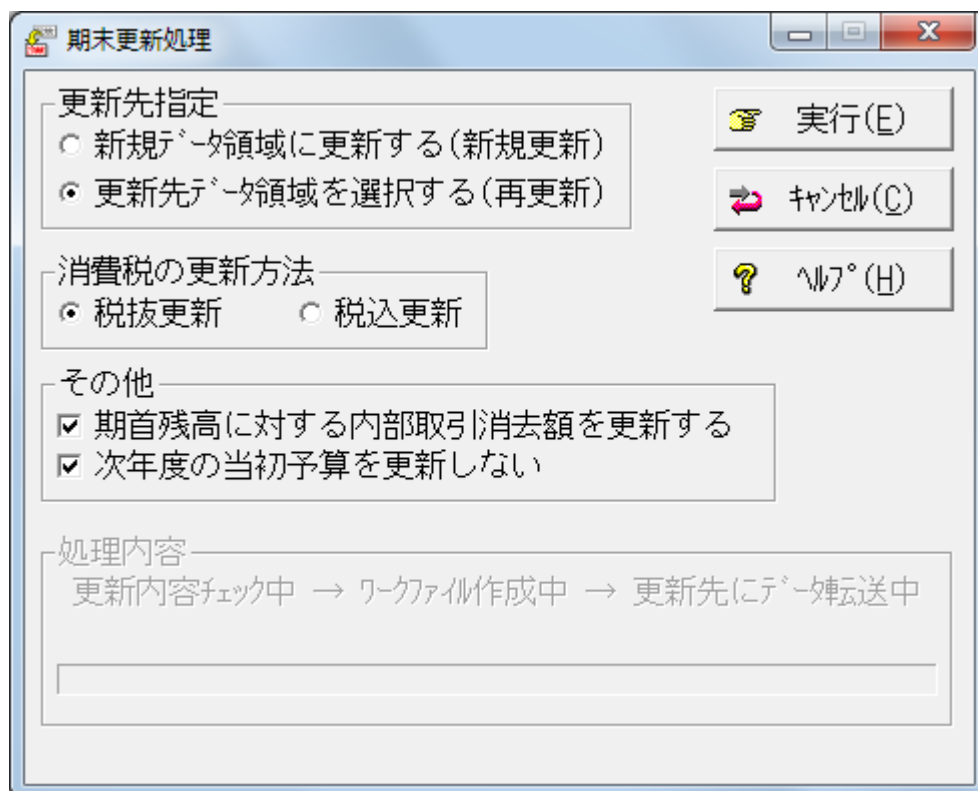 期末更新処理
更新先指定
新規ﾃﾞｰﾀ領域に更新する(新規更新)
更新先ﾃﾞｰﾀ領域を選択する(再更新)
実行(E)
ｷｬﾝｾﾙ(C)
ﾍﾙﾌﾟ(H)
消費税の更新方法
税抜更新 税込更新
その他
期首残高に対する内部取引消去額を更新する
次年度の当初予算を更新しない
処理内容
更新内容ﾁｪｯｸ中 → ﾜｰｸﾌｧｲﾙ作成中 → 更新先にﾃﾞｰﾀ転送中